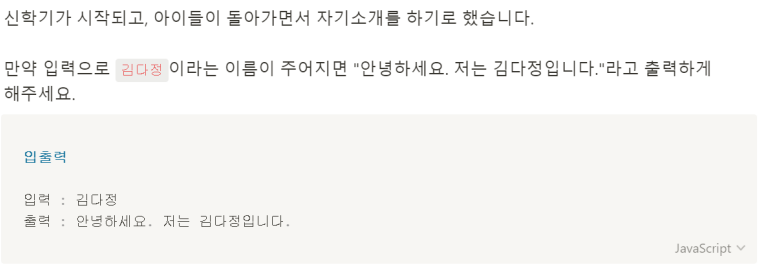 신학기가 시작되고, 아이들이 돌아가면서 자기소개를 하기로 했습니다.
만약 입력으로 김다정이라는 이름이 주어지면 "안녕하세요. 저는 김다정입니다."라고 출력하게
해주세요.
입출력
입력 : 김다정
출력 : 안녕하세요. 저는 김다정입니다.
JavaScript